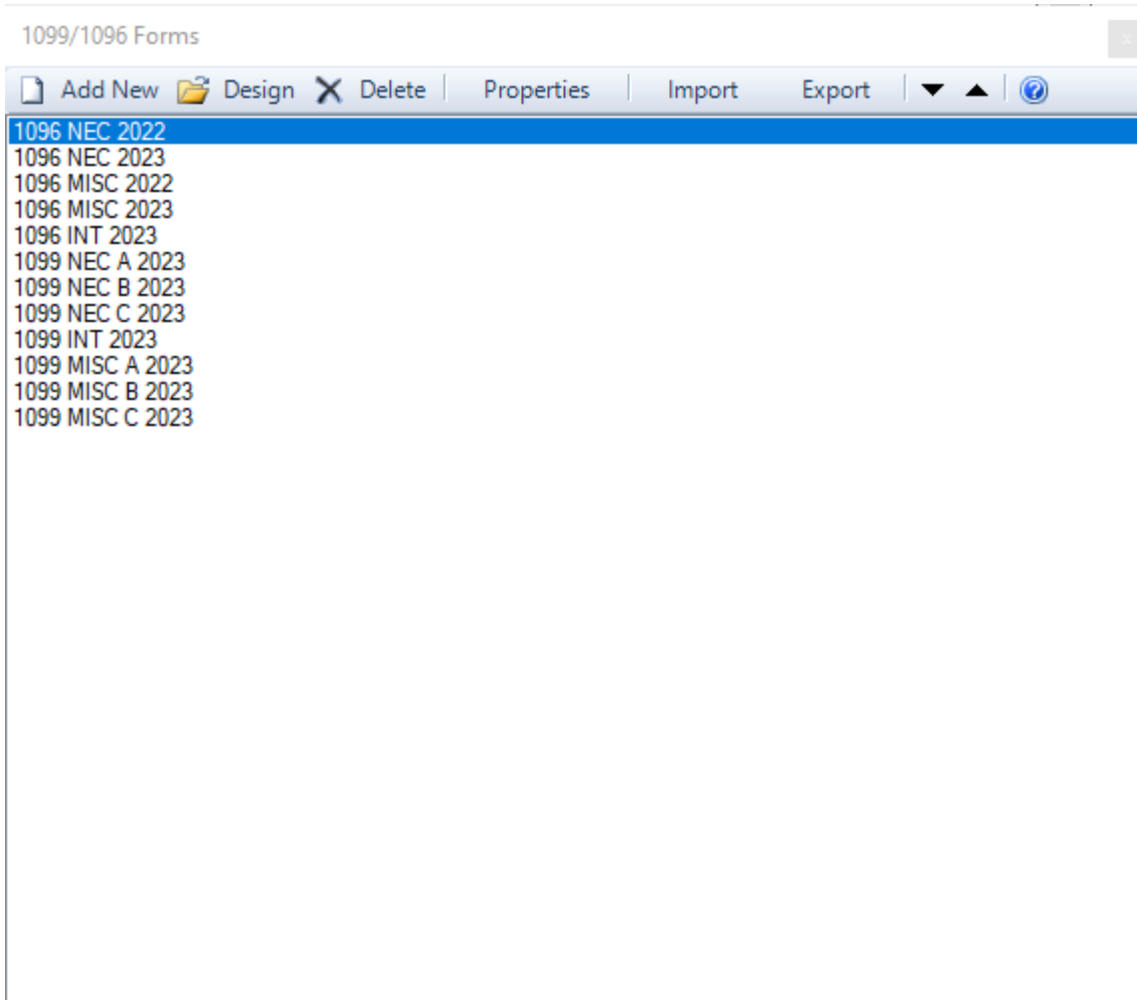 1099/1096 Forms
x
Add New Design Delete Properties Import Export ?
1096 NEC 2022
1096 NEC 2023
1096 MISC 2022
1096 MISC 2023
1096 INT 2023
1099 NEC A 2023
1099 NEC B 2023
1099 NEC C 2023
1099 INT 2023
1099 MISC A 2023
1099 MISC B 2023
1099 MISC C 2023